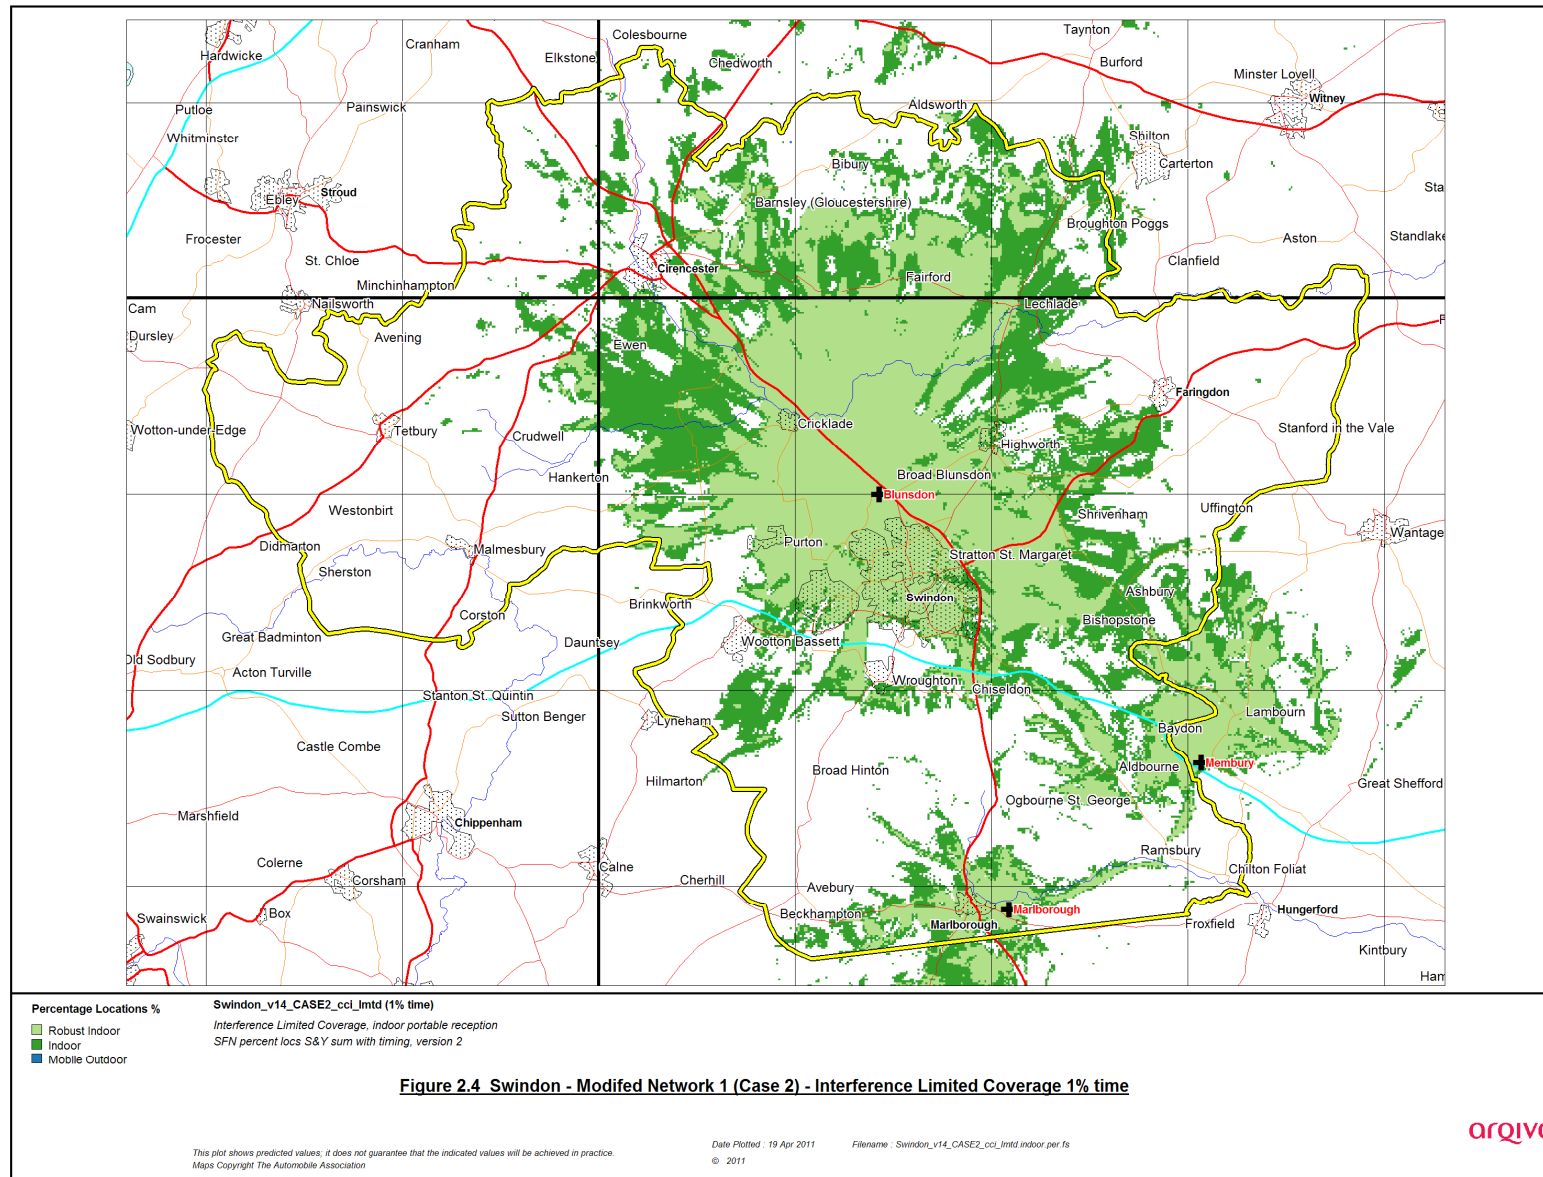 Colesbourne
Taynton
Cranham
Hardwicke
Elkstone
Chedworth
Burford
Minster Lovell
Witney
Putloe
Painswick
Aldsworth
Whitminster
Shilton
Carterton
Bibury
Stroud
Ebley
Sta
Barnsley (Gloucestershire)
Broughton Poggs
Frocester
Aston
Standlake
St. Chloe
Cirencester
Clanfield
Minchinhampton
Fairford
Nailsworth
Lechlade
Cam
Dursley
Avening
Ewen
Faringdon
Wotton-under-Edge
Tetbury
Crudwell
Cricklade
Highworth
Stanford in the Vale
Hankerton
Broad Blunsdon
Blunsdon
Westonbirt
Shrivenham
Uffington
Wantage
Didmarton
Malmesbury
Purton
Stratton St. Margaret
Sherston
Swindon
Ashbury
Brinkworth
Corston
Bishopstone
Great Badminton
Dauntsey
Wootton Bassett
Old Sodbury
Acton Turville
Wroughton
Chiseldon
Stanton St. Quintin
Sutton Benger
Lyneham
Lambourn
Baydon
Castle Combe
Membury
Aldbourne
Broad Hinton
Hilmarton
Great Shefford
Ogbourne St. George
Marshfield
Chippenham
Ramsbury
Colerne
Calne
Chilton Foliat
Corsham
Cherhill
Avebury
Swainswick
Box
Beckhampton
Marlborough
Hungerford
Marlborough
Froxfield
Kintbury
Ham
Percentage Locations %
Robust Indoor
Indoor
Mobile Outdoor
Swindon_v14_CASE2_cci_lmtd (1% time)
Interference Limited Coverage, indoor portable reception
SFN percent locs S&Y sum with timing, version 2
Figure 2.4 Swindon - Modifed Network 1 (Case 2) - Interference Limited Coverage 1% time
This plot shows predicted values; it does not guarantee that the indicated values will be achieved in practice.
Maps Copyright The Automobile Association
Date Plotted : 19 Apr 2011
Filename : Swindon_v14_CASE2_cci_lmtd.indoor.per.fs
© 2011
arqiva